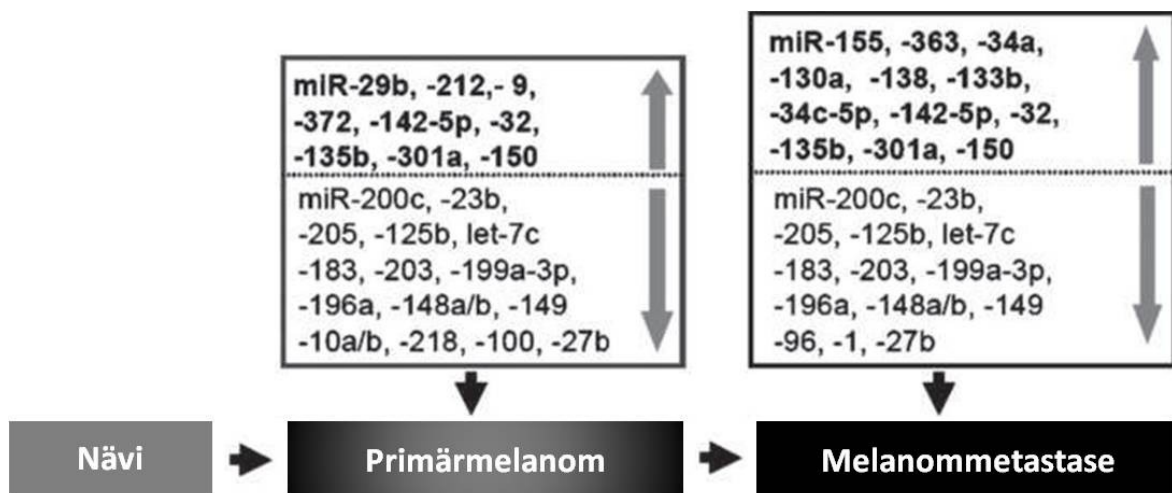 miR-29b, -212,- 9,
-372, -142-5p, -32,
-135b, -301a, -150
miR-200c, -23b,
-205, -125b, let-7c
-183, -203, -199a-3p,
-196a, -148a/b, -149
-10a/b, -218, -100, -27b
miR-155, -363, -34a,
-130a, -138, -133b,
-34c-5p, -142-5p, -32,
-135b, -301a, -150
miR-200c, -23b,
-205, -125b, let-7c
-183, -203, -199a-3p,
-196a, -148a/b, -149
-96, -1, -27b
Nävi
Primärmelanom
Melanommetastase